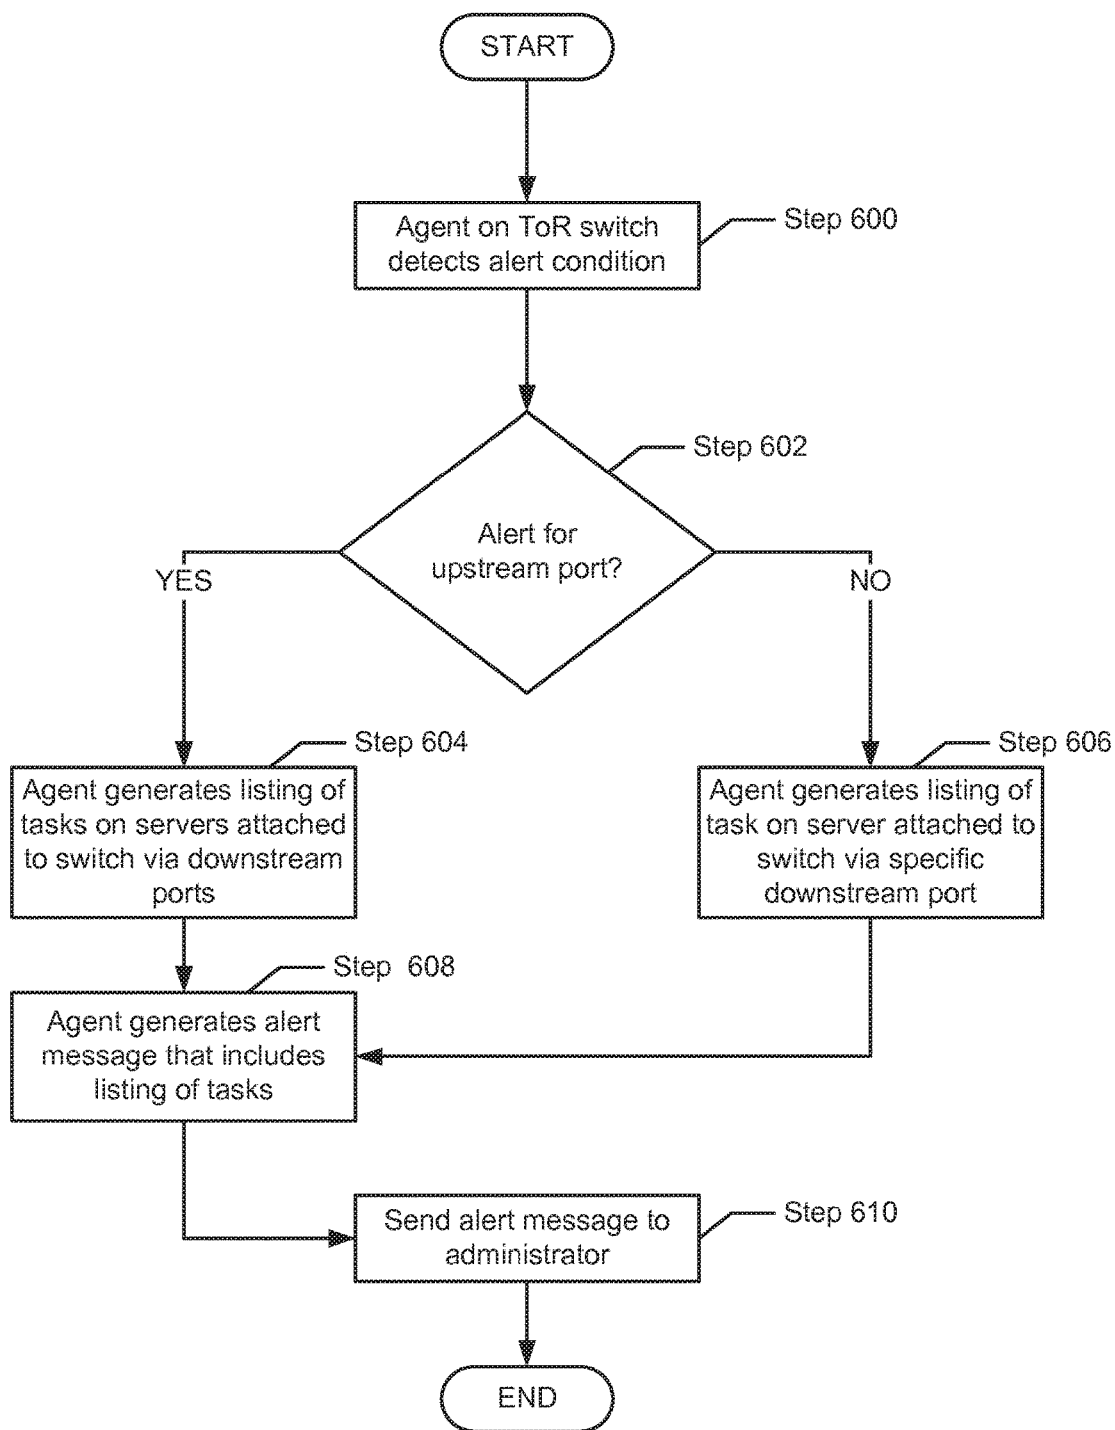 START
Agent on ToR switch
detects alert condition
Step 600
Step 602
Alert for
upstream port?
YES
NO
Step 604
Agent generates listing of
tasks on servers attached
to switch via downstream
ports
Step 606
Agent generates listing of
task on server attached to
switch via specific
downstream port
Step 608
Agent generates alert
message that includes
listing of tasks
Send alert message to
administrator
Step 610
END